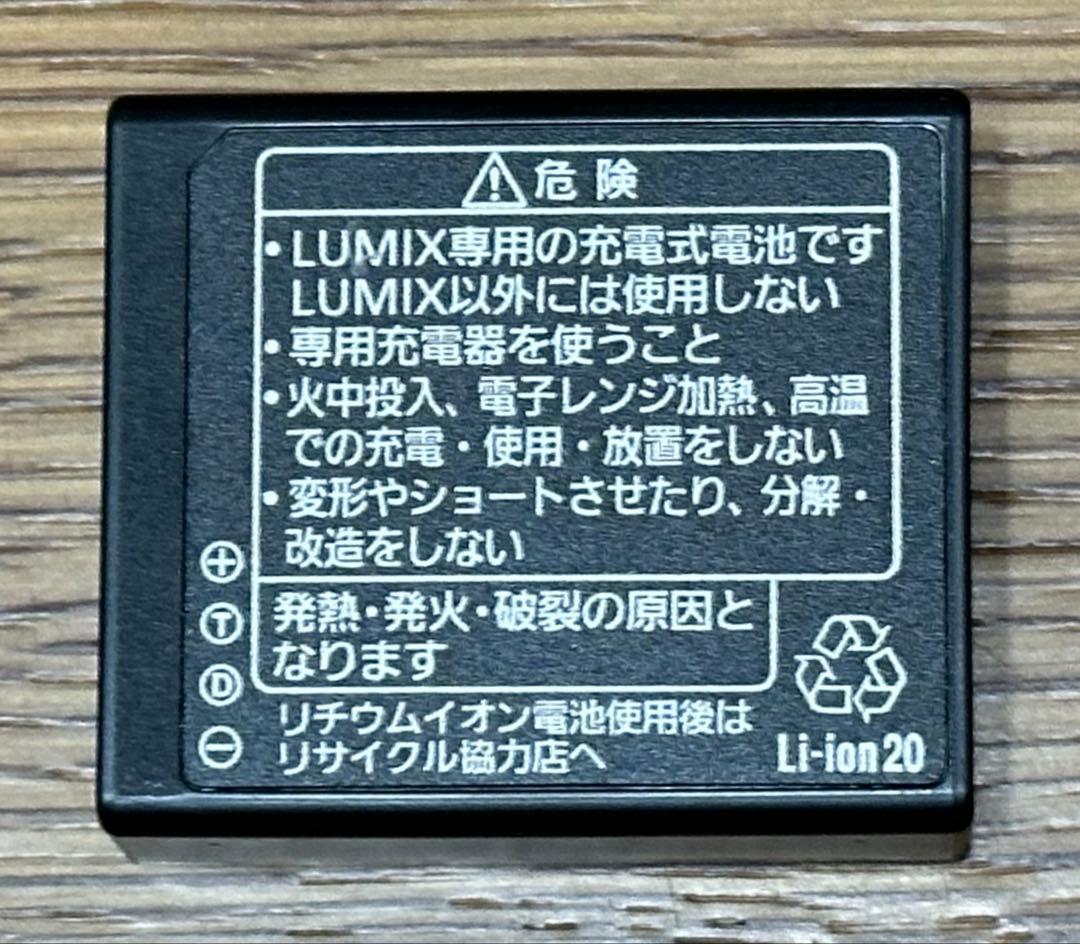 危険
・LUMIX専用の充電式電池です
LUMIX以外には使用しない
・専用充電器を使うこと
・火中投入、電子レンジ加熱、高温
での充電・使用・放置をしない
・変形やショートさせたり、分解・
改造をしない
発熱・発火・破裂の原因と
なります
リチウムイオン電池使用後は
リサイクル協力店へ
+
T
D
−
Li-ion20